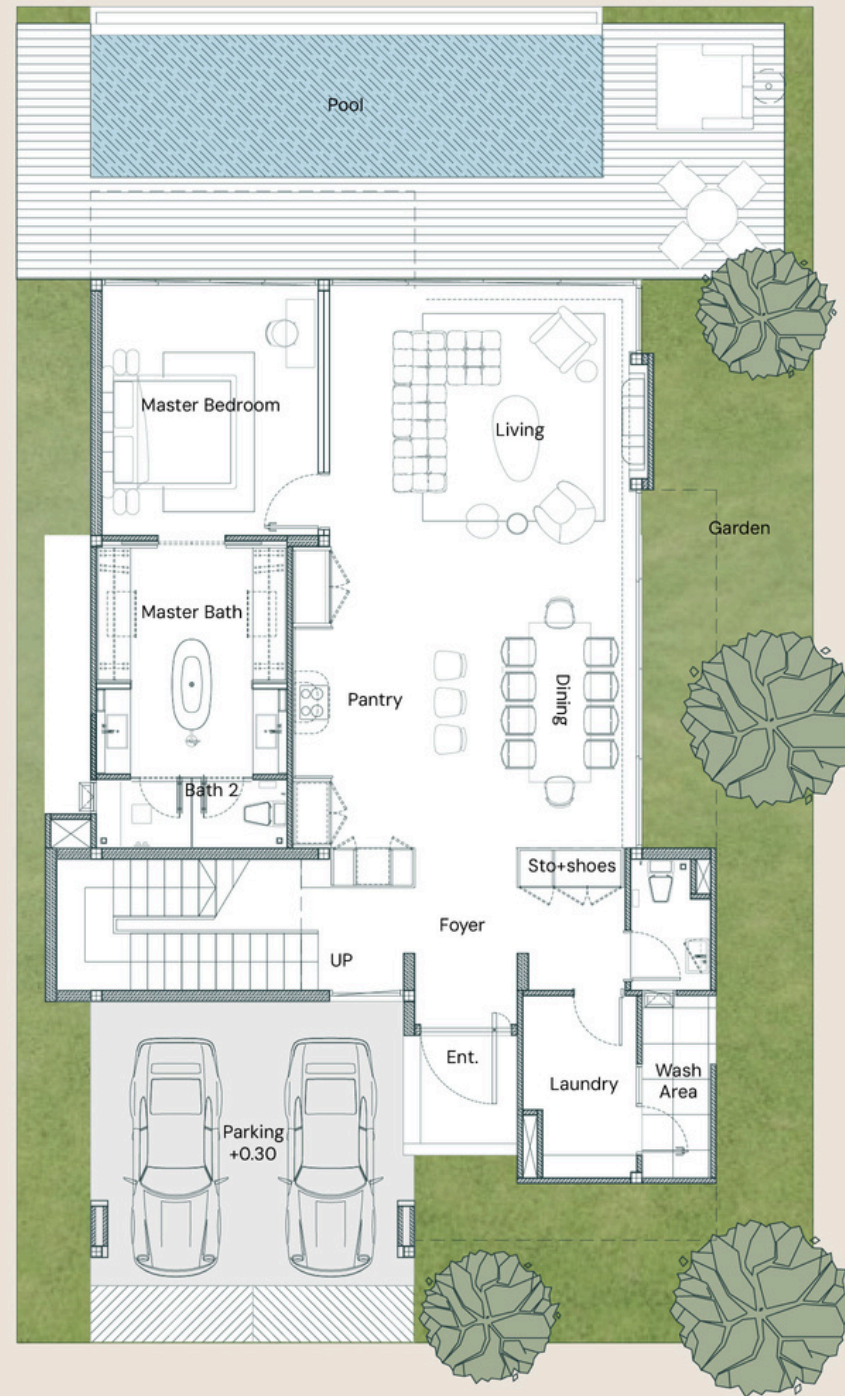 Pool
Master Bedroom
Living
Garden
Master Bath
Pantry
Dining
Bath 2
Sto+shoes
Foyer
UP
Ent.
Laundry
Wash
Area
Parking
+0.30